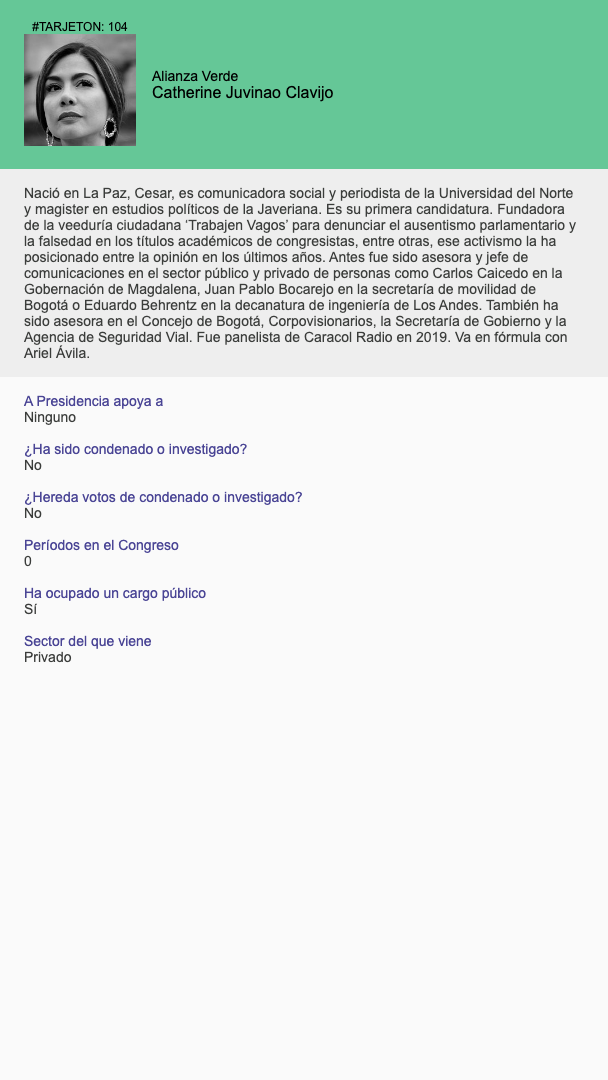 #TARJETON: 104
Alianza Verde
Catherine Juvinao Clavijo
Nació en La Paz, Cesar, es comunicadora social y periodista de la Universidad del Norte
y magister en estudios políticos de la Javeriana. Es su primera candidatura. Fundadora
de la veeduría ciudadana ‘Trabajen Vagos’ para denunciar el ausentismo parlamentario y
la falsedad en los títulos académicos de congresistas, entre otras, ese activismo la ha
posicionado entre la opinión en los últimos años. Antes fue sido asesora y jefe de
comunicaciones en el sector público y privado de personas como Carlos Caicedo en la
Gobernación de Magdalena, Juan Pablo Bocarejo en la secretaría de movilidad de
Bogotá o Eduardo Behrentz en la decanatura de ingeniería de Los Andes. También ha
sido asesora en el Concejo de Bogotá, Corpovisionarios, la Secretaría de Gobierno y la
Agencia de Seguridad Vial. Fue panelista de Caracol Radio en 2019. Va en fórmula con
Ariel Ávila.
A Presidencia apoya a
Ninguno
¿Ha sido condenado o investigado?
No
¿Hereda votos de condenado o investigado?
No
Períodos en el Congreso
0
Ha ocupado un cargo público
Sí
Sector del que viene
Privado